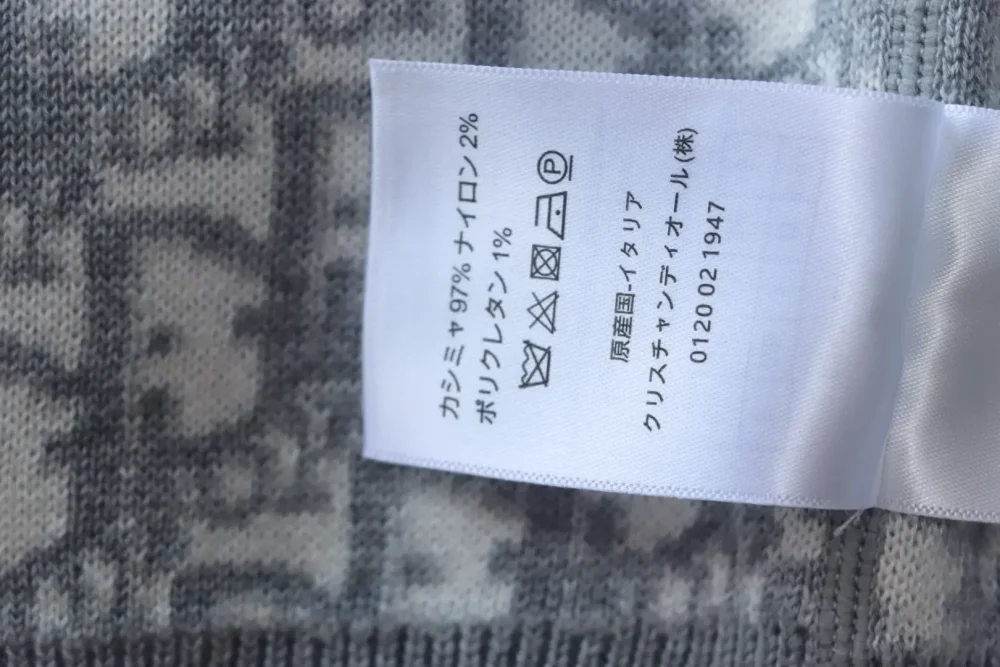 カシミヤ 97% ナイロン 2%
ポリウレタン 1%
P
原産国-イタリア
クリスチャンディオール(株)
0120 02 1947